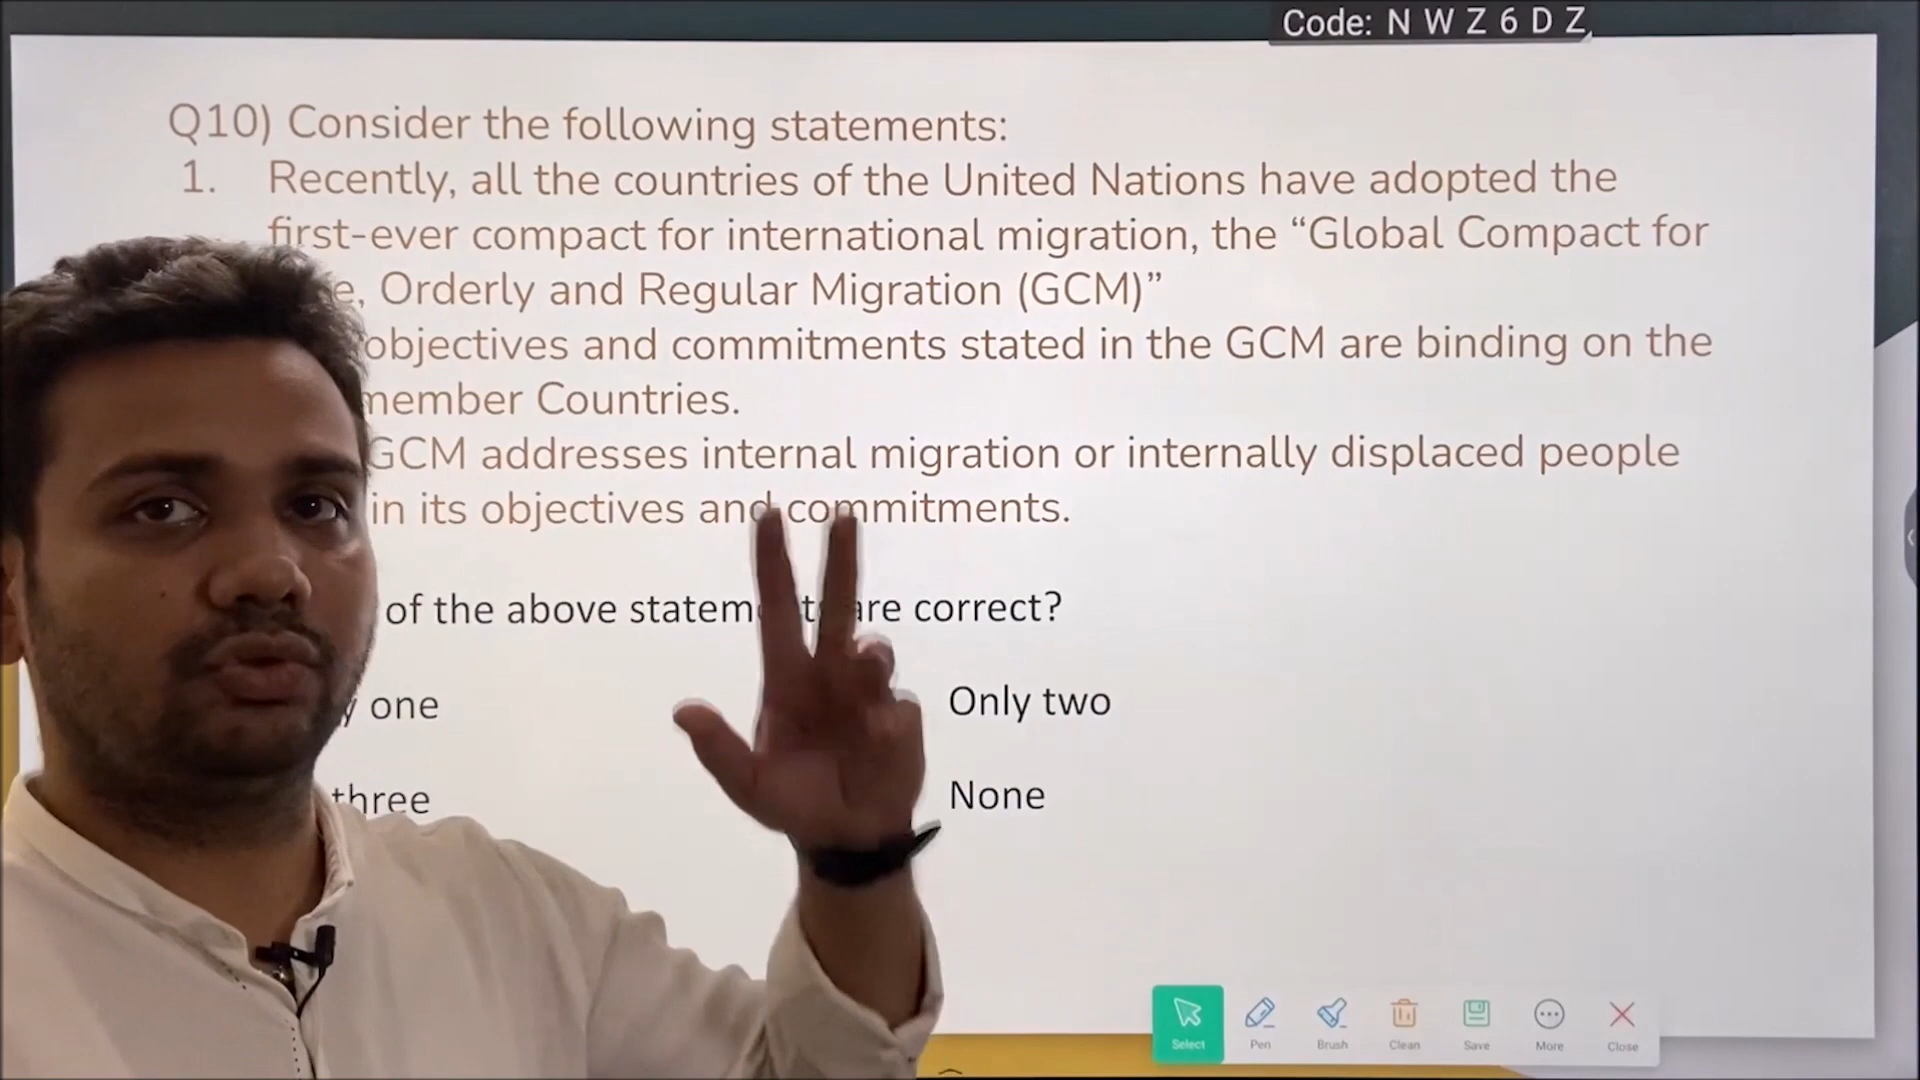 Code: N W Z 6 D Z
Q10) Consider the following statements:
1. Recently, all the countries of the United Nations have adopted the
first-ever compact for international migration, the “Global Compact for
e, Orderly and Regular Migration (GCM)”
objectives and commitments stated in the GCM are binding on the
member Countries.
GCM addresses internal migration or internally displaced people
in its objectives and commitments.
of the above statements are correct?
y one
Only two
three
None
Select
Pen
Brush
Clean
Save
More
Close